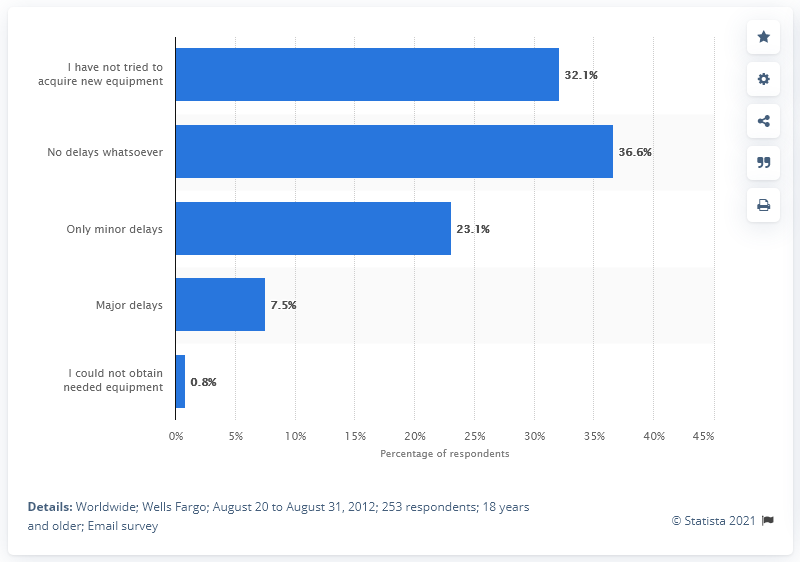 I have not tried to
acquire new equipment
32.1%
No delays whatsoever
36.6%
Only minor delays
23.1%
Major delays
7.5%
I could not obtain
needed equipment
0.8%
0% 5% 10% 15% 20% 25% 30% 35% 40% 45%
Percentage of respondents
Details: Worldwide; Wells Fargo; August 20 to August 31, 2012; 253 respondents; 18 years
and older; Email survey
© Statista 2021